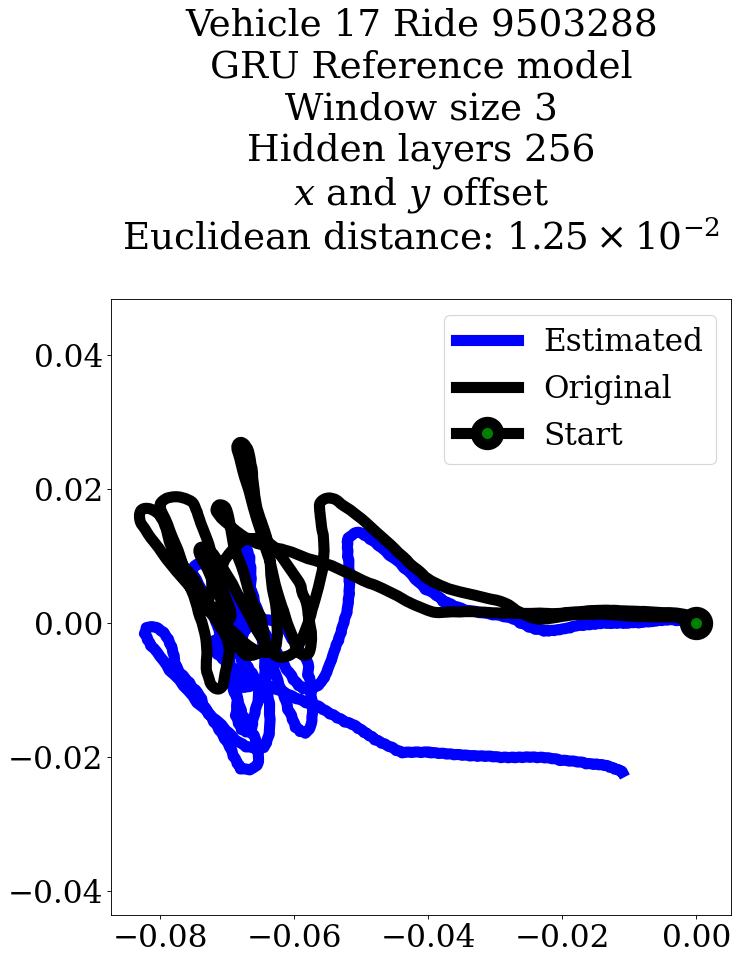 Vehicle 17 Ride 9503288
GRU Reference model
Window size 3
Hidden layers 256
x and y offset
Euclidean distance: 1.25 × 10⁻²
Estimated
Original
Start
0.04
0.02
0.00
−0.02
−0.04
−0.08 −0.06 −0.04 −0.02 0.00